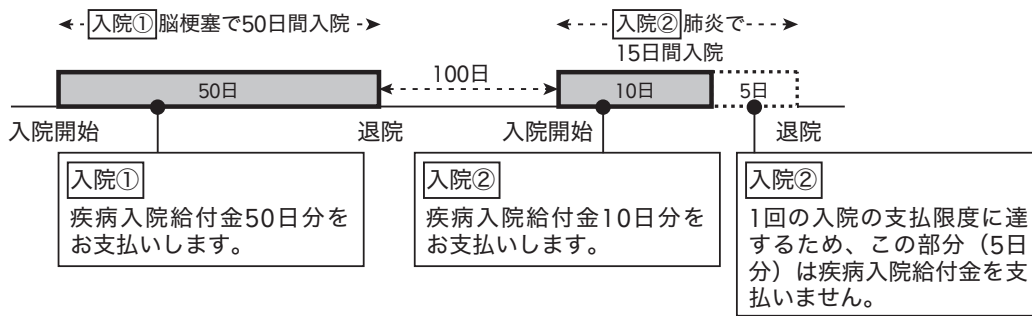 入院①脳梗塞で50日間入院
入院②肺炎で
15日間入院
50日
100日
10日
5日
入院開始
退院
入院開始
退院
入院①
疾病入院給付金50日分を
お支払いします。
入院②
疾病入院給付金10日分を
お支払いします。
入院②
1回の入院の支払限度に達
するため、この部分（5日
分）は疾病入院給付金を支
払いません。